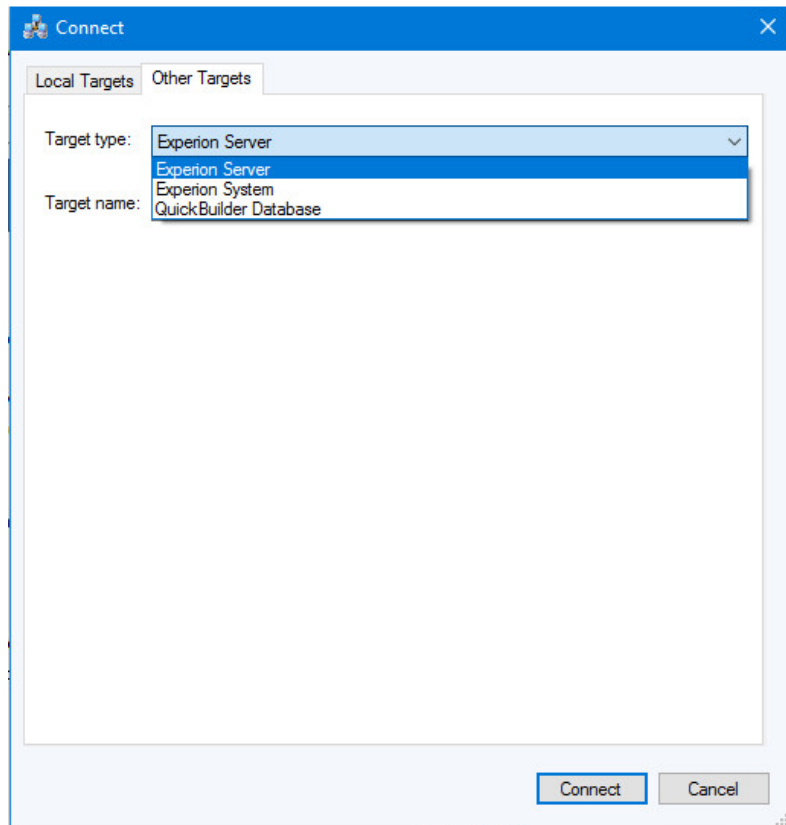 Connect
Local Targets Other Targets
Target type: Experion Server
Experion Server
Experion System
Target name: QuickBuilder Database
Connect Cancel